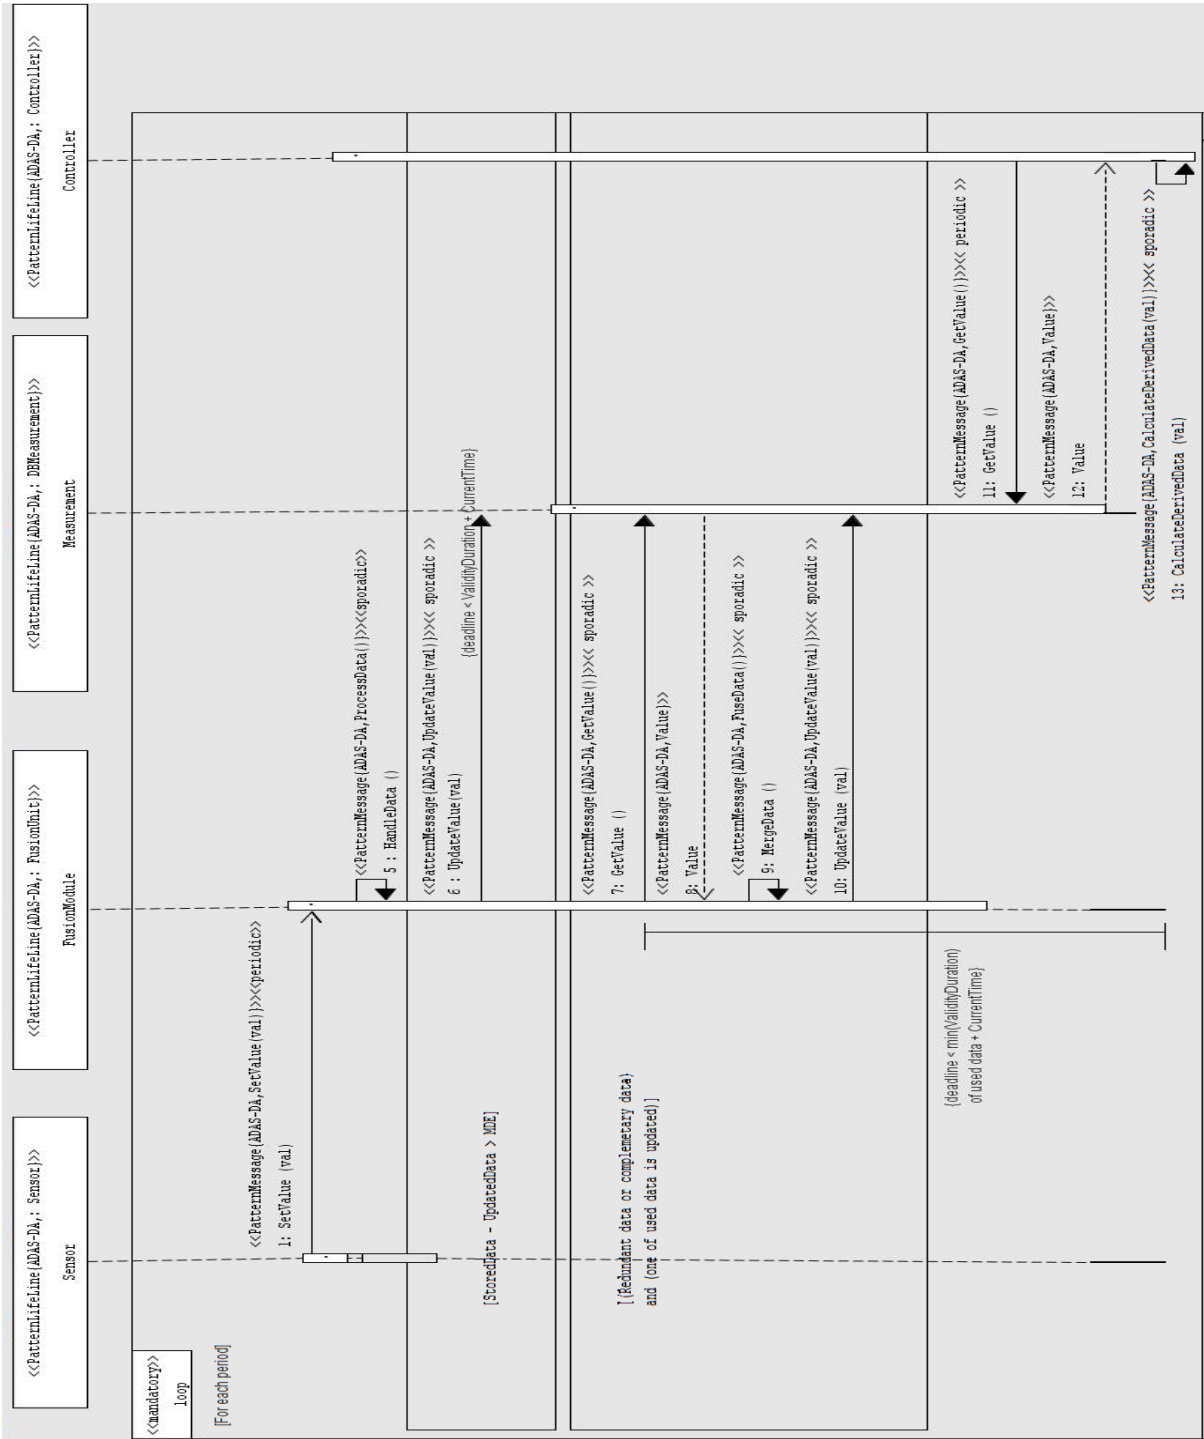 <<PatternLifeLine{ADAS-DA,: Sensor}>>
Sensor
<<PatternLifeLine{ADAS-DA,: FusionUnit}>>
FusionModule
<<PatternLifeLine{ADAS-DA,: DBMeasurement}>>
Measurement
<<PatternLifeLine{ADAS-DA,: Controller}>>
Controller
<<mandatory>>
loop
[For each period]
<<PatternMessage{ADAS-DA,SetValue(val)}>><<periodic>>
1: SetValue (val)
<<PatternMessage{ADAS-DA,ProcessData()}>><<sporadic>>
5 : HandleData ()
<<PatternMessage{ADAS-DA,UpdateValue(val)}>><< sporadic >>
6 : UpdateValue(val)
{deadline < ValidityDuration + CurrentTime}
[StoredData - UpdatedData > MDE]
<<PatternMessage{ADAS-DA,GetValue()}>><< sporadic >>
7: GetValue ()
[(Redundant data or complemetary data}
and (one of used data is updated)]
<<PatternMessage{ADAS-DA,Value}>>
8: Value
<<PatternMessage{ADAS-DA,FuseData()}>><< sporadic >>
9: MergeData ()
<<PatternMessage{ADAS-DA,UpdateValue(val)}>><< sporadic >>
10: UpdateValue (val)
{deadline < min(ValidityDuration)
of used data + CurrentTime}
<<PatternMessage{ADAS-DA,GetValue()}>><< periodic >>
11: GetValue ()
<<PatternMessage{ADAS-DA,Value}>>
12: Value
<<PatternMessage{ADAS-DA,CalculateDerivedData(val)}>><< sporadic >>
13: CalculateDerivedData (val)